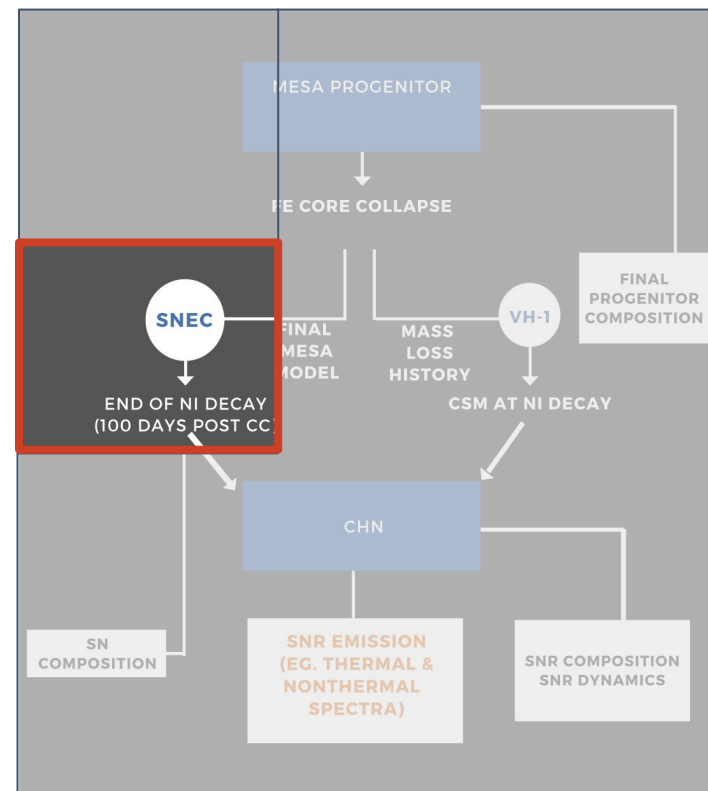 MESA PROGENITOR
FE CORE COLLAPSE
FINAL
PROGENITOR
COMPOSITION
SNEC
FINAL
MESA
MODEL
MASS
LOSS
HISTORY
VH-1
END OF NI DECAY
(100 DAYS POST CC)
CSM AT NI DECAY
CHN
SN
COMPOSITION
SNR EMISSION
(EG. THERMAL &
NONTHERMAL
SPECTRA)
SNR COMPOSITION
SNR DYNAMICS